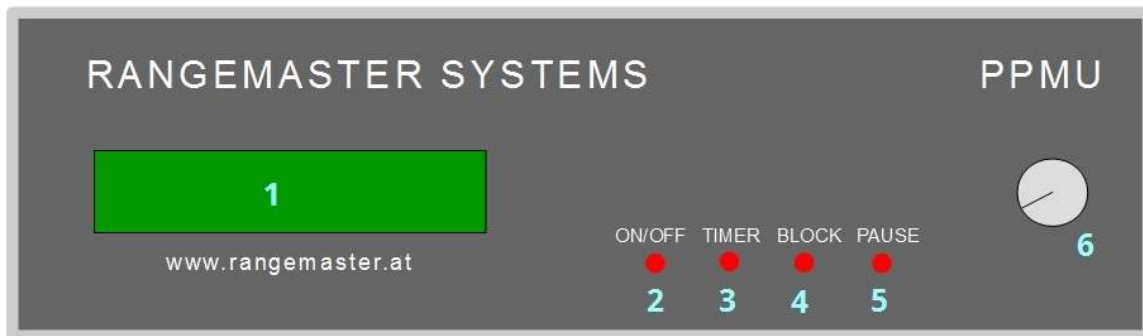 RANGEMASTER SYSTEMS PPMU
1
www.rangemaster.at
ON/OFF TIMER BLOCK PAUSE
2 3 4 5
6